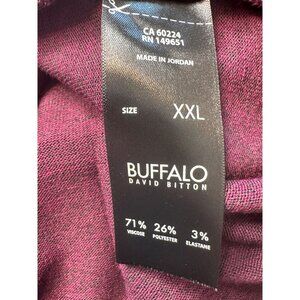 CA 60224
RN 149651
MADE IN JORDAN
SIZE XXL
BUFFALO
DAVID BITTON
71% 26% 3%
VISCOSE POLYESTER ELASTANE